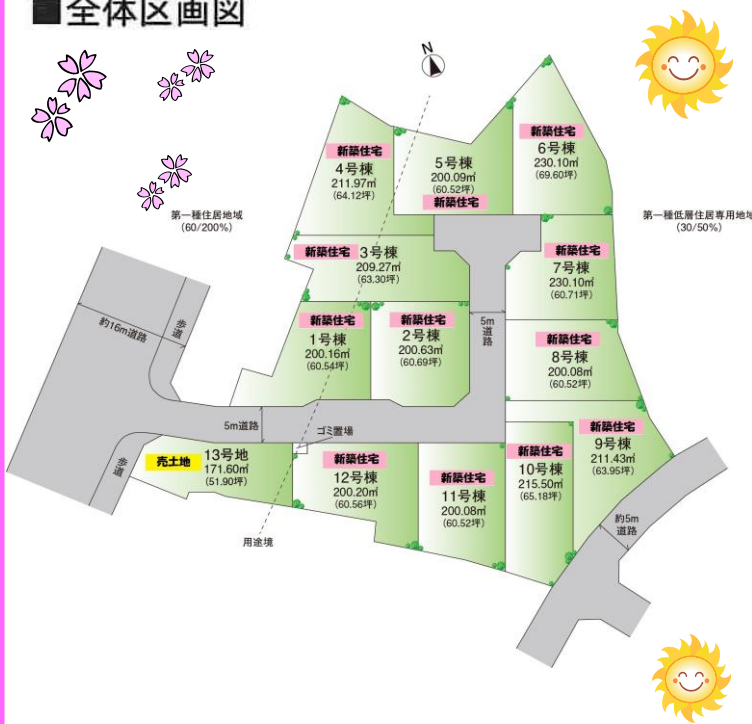 ■全体区画図
N
第一種住居地域
(60/200%)
第一種低層住居専用地域
(30/50%)
新築住宅
4号棟
211.97㎡
(64.12坪)
5号棟
200.09㎡
(60.52坪)
新築住宅
新築住宅
6号棟
230.10㎡
(69.60坪)
新築住宅
3号棟
209.27㎡
(63.30坪)
新築住宅
7号棟
230.10㎡
(60.71坪)
新築住宅
1号棟
200.16㎡
(60.54坪)
新築住宅
2号棟
200.63㎡
(60.69坪)
5m
道路
新築住宅
8号棟
200.08㎡
(60.52坪)
約16m道路
歩道
5m道路
ゴミ置場
歩道
売土地
13号地
171.60㎡
(51.90坪)
新築住宅
12号棟
200.20㎡
(60.56坪)
新築住宅
11号棟
200.08㎡
(60.52坪)
新築住宅
10号棟
215.50㎡
(65.18坪)
新築住宅
9号棟
211.43㎡
(63.95坪)
約5m
道路
用途境